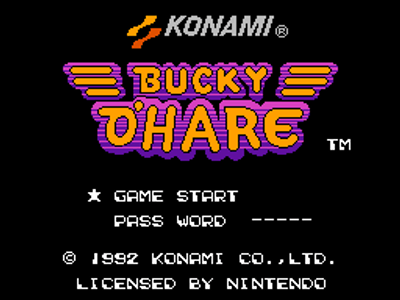 KONAMI®
BUCKY
O'HARE
TM
★ GAME START
PASS WORD -----
© 1992 KONAMI CO.,LTD.
LICENSED BY NINTENDO